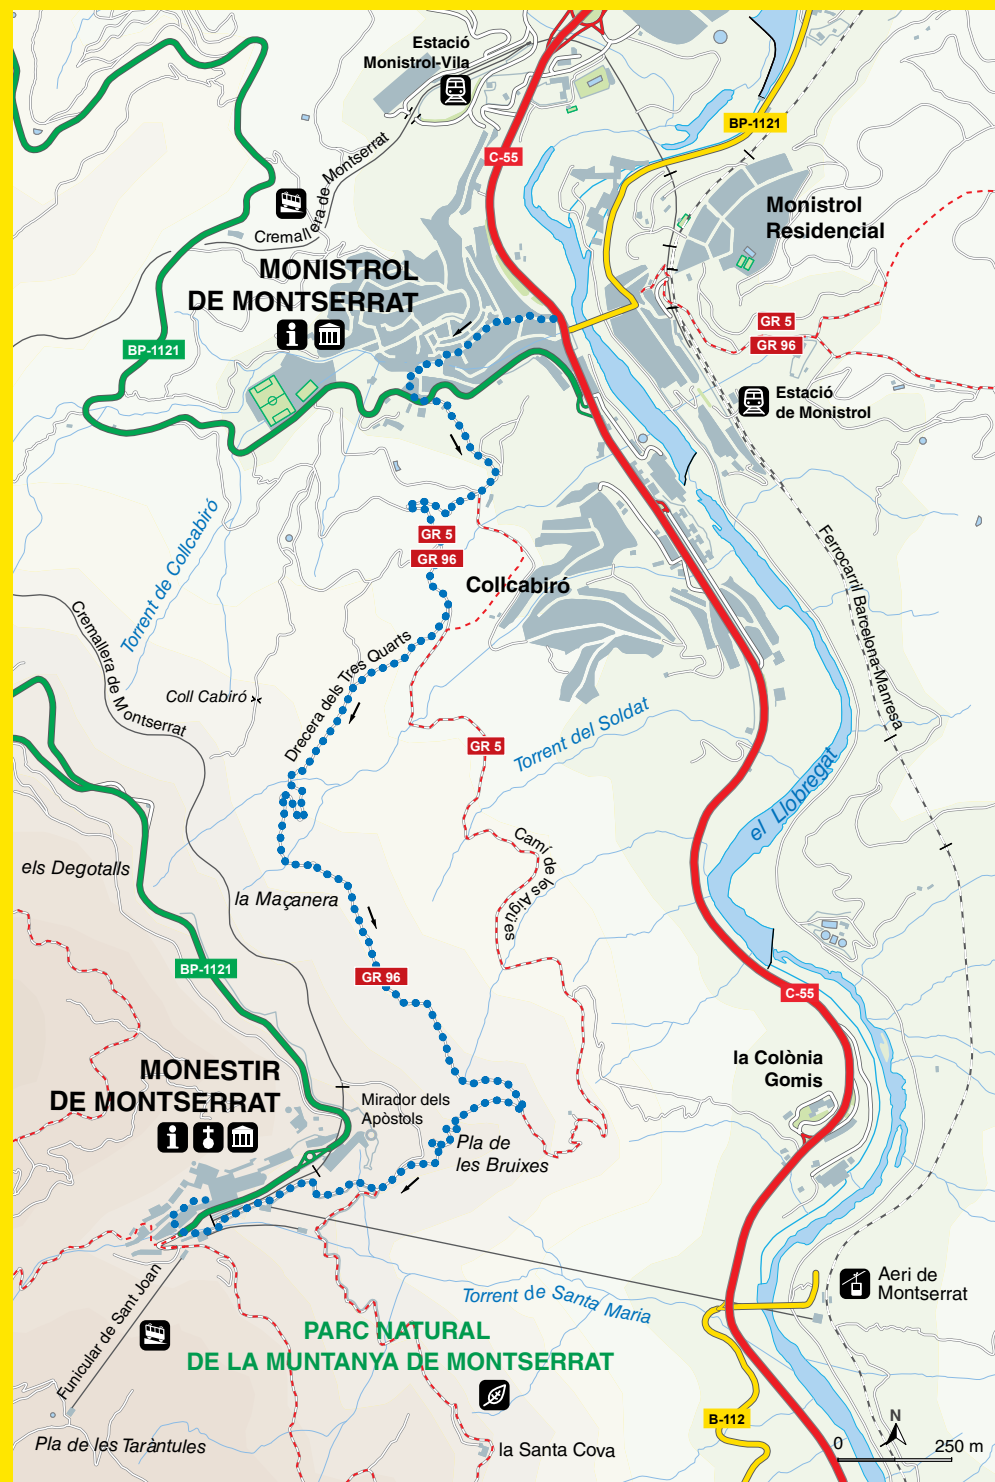 Estació
Monistrol-Vila
BP-1121
C-55
Cremallera de Montserrat
Monistrol
Residencial
MONISTROL
DE MONTSERRAT
GR 5
GR 96
BP-1121
Estació
de Monistrol
Torrent de Collcabiró
GR 5
GR 96
Collcabiró
Ferrocarril Barcelona-Manresa
Cremallera de Montserrat
Drecera dels Tres Quarts
Coll Cabiró
Torrent del Soldat
GR 5
el Llobregat
Camí de les Aigües
els Degotalls
la Maçanera
BP-1121
GR 96
C-55
la Colònia
Gomis
MONESTIR
DE MONTSERRAT
Mirador dels
Apòstols
Pla de
les Bruixes
Aeri de
Montserrat
Torrent de Santa Maria
Funicular de Sant Joan
PARC NATURAL
DE LA MUNTANYA DE MONTSERRAT
B-112
N
Pla de les Taràntules
la Santa Cova
0 250 m